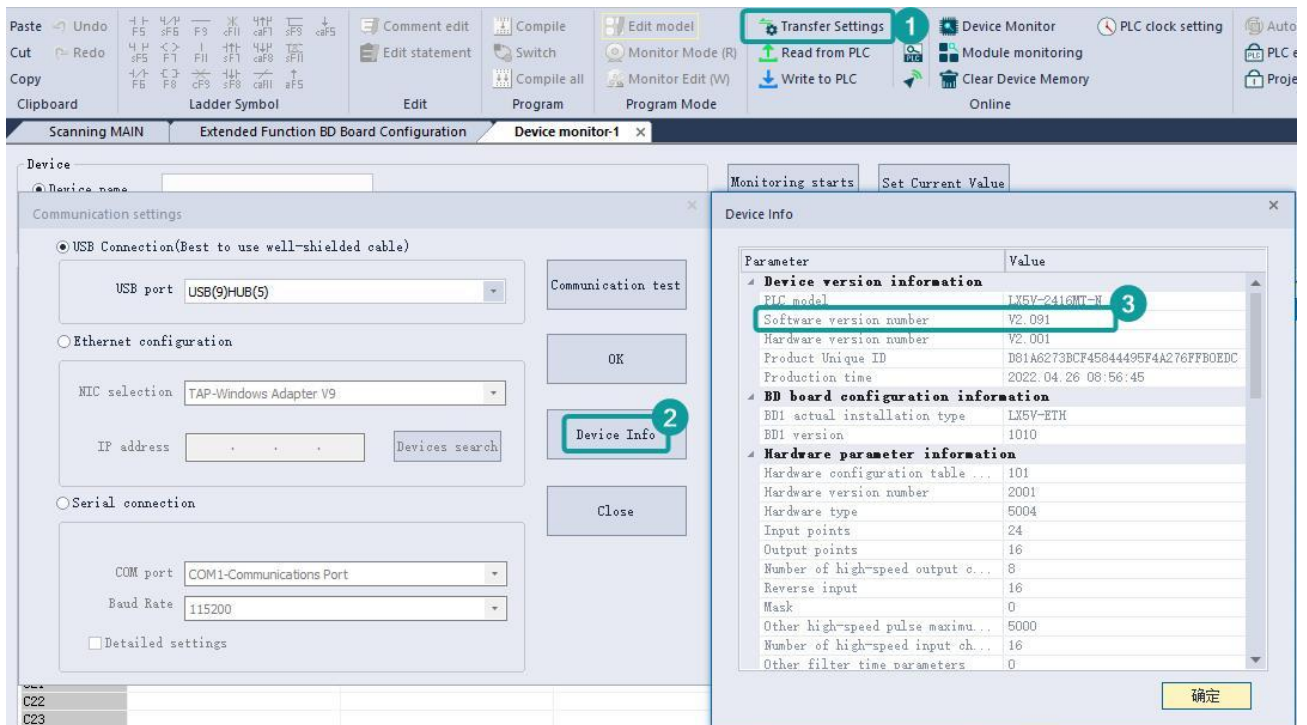 Paste Undo Comment edit Compile Edit model Transfer Settings 1 Device Monitor PLC clock setting Auto
Cut Redo Edit statement Switch Monitor Mode (R) Read from PLC Module monitoring PLC e
Copy Compile all Monitor Edit (W) Write to PLC Clear Device Memory Proje
Clipboard Ladder Symbol Edit Program Program Mode Online
Scanning MAIN Extended Function BD Board Configuration Device monitor-1 ×
Device
Device name
Monitoring starts Set Current Value
Communication settings ×
USB Connection(Best to use well-shielded cable)
USB port USB(9)HUB(5)
Communication test
Ethernet configuration
OK
NIC selection TAP-Windows Adapter V9
2
Device Info
IP address . . . Devices search
Serial connection
Close
COM port COM1-Communications Port
Baud Rate 115200
Detailed settings
C22
C23
Device Info ×
Parameter Value
Device version information
PLC model LX5V-2416MT-N
3
Software version number V2.091
Hardware version number V2.001
Product Unique ID D81A6273BCF45844495F4A276FFB0EDC
Production time 2022.04.26 08:56:45
BD board configuration information
BD1 actual installation type LX5V-ETH
BD1 version 1010
Hardware parameter information
Hardware configuration table ... 101
Hardware version number 2001
Hardware type 5004
Input points 24
Output points 16
Number of high-speed output c... 8
Reverse input 16
Mask 0
Other high-speed pulse maximu... 5000
Number of high-speed input ch... 16
Other filter time parameters 0
确定